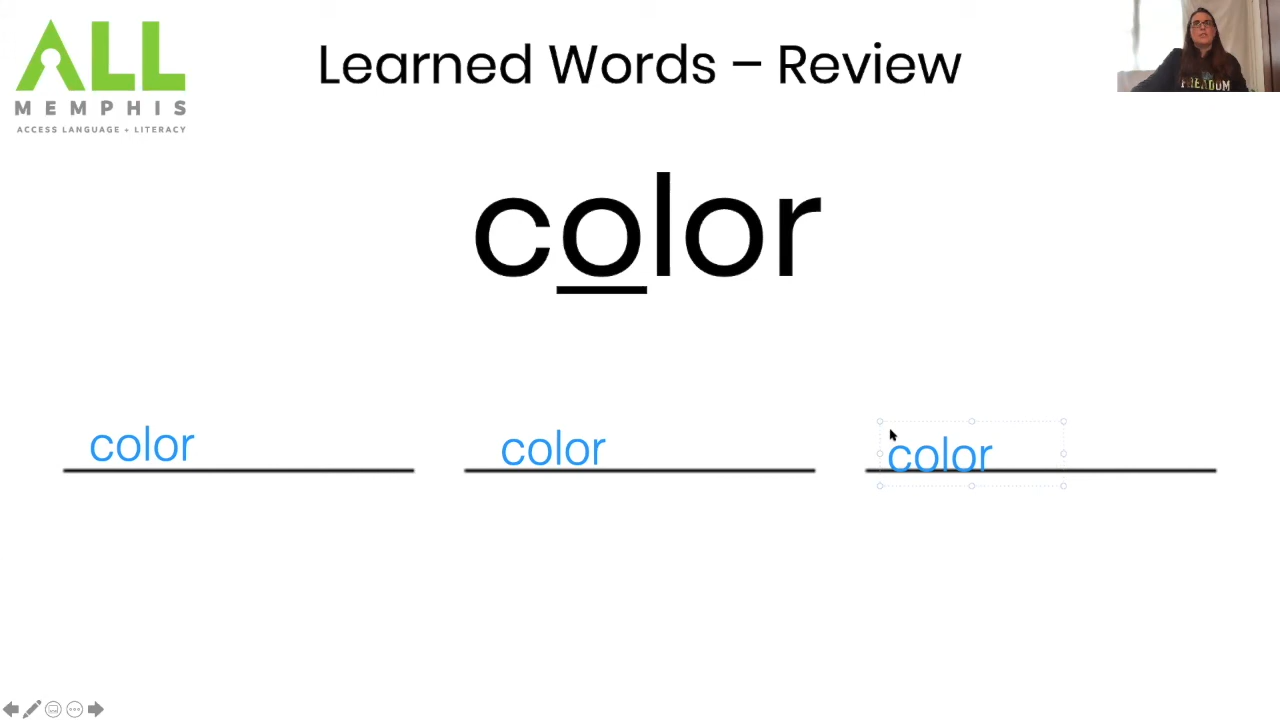 ALL
MEMPHIS
ACCESS LANGUAGE + LITERACY
Learned Words – Review
color
color color color